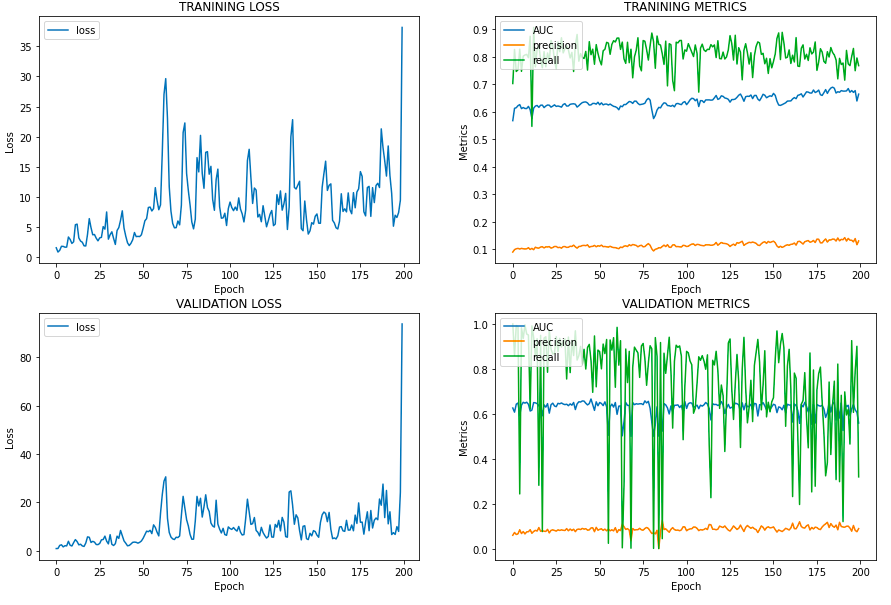 TRANINING LOSS
loss
35
30
25
20
15
10
5
0
Loss
0 25 50 75 100 125 150 175 200
Epoch
TRANINING METRICS
AUC
precision
recall
0.9
0.8
0.7
0.6
0.5
0.4
0.3
0.2
0.1
Metrics
0 25 50 75 100 125 150 175 200
Epoch
VALIDATION LOSS
loss
80
60
40
20
0
Loss
0 25 50 75 100 125 150 175 200
Epoch
VALIDATION METRICS
AUC
precision
recall
1.0
0.8
0.6
0.4
0.2
0.0
Metrics
0 25 50 75 100 125 150 175 200
Epoch